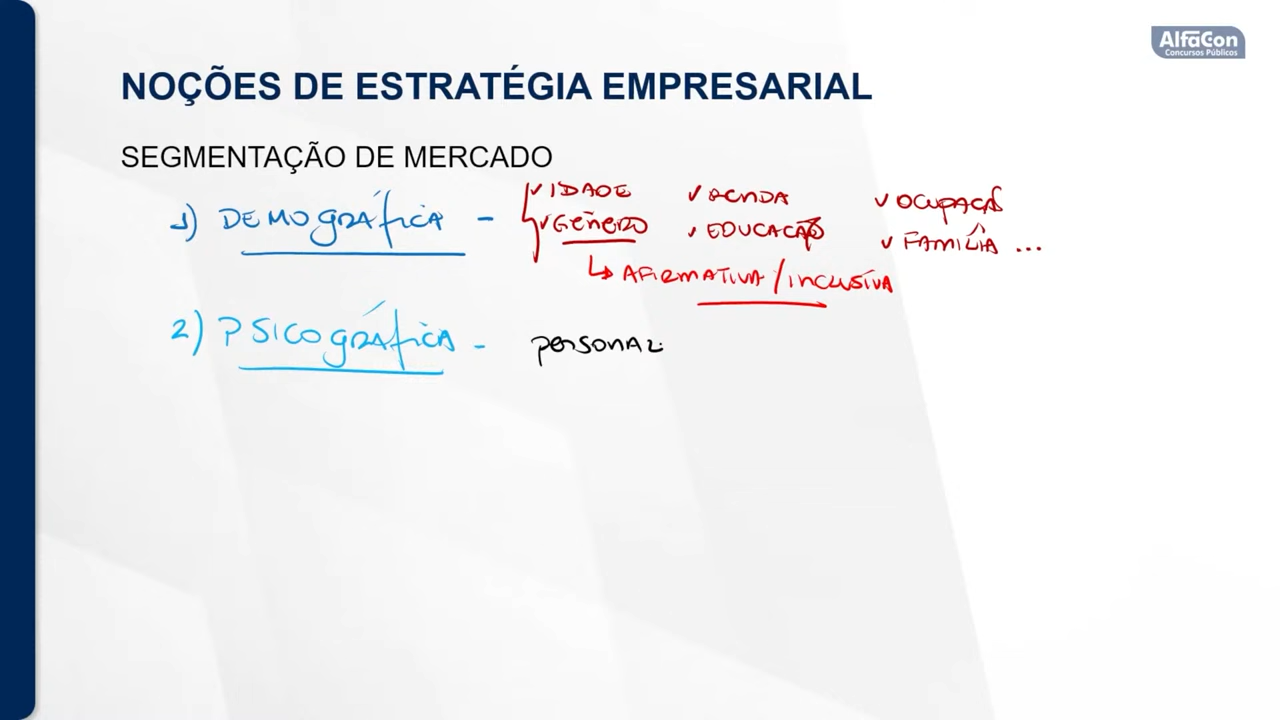 AlfaCon
Concursos Públicos
NOÇÕES DE ESTRATÉGIA EMPRESARIAL
SEGMENTAÇÃO DE MERCADO
1) DEMOGRÁFICA - ✓ IDADE ✓ RENDA ✓ OCUPAÇÃO
✓ GÊNERO ✓ EDUCAÇÃO ✓ FAMÍLIA ...
↳ AFIRMATIVA / INCLUSIVA
2) PSICOGRÁFICA - PERSONAL